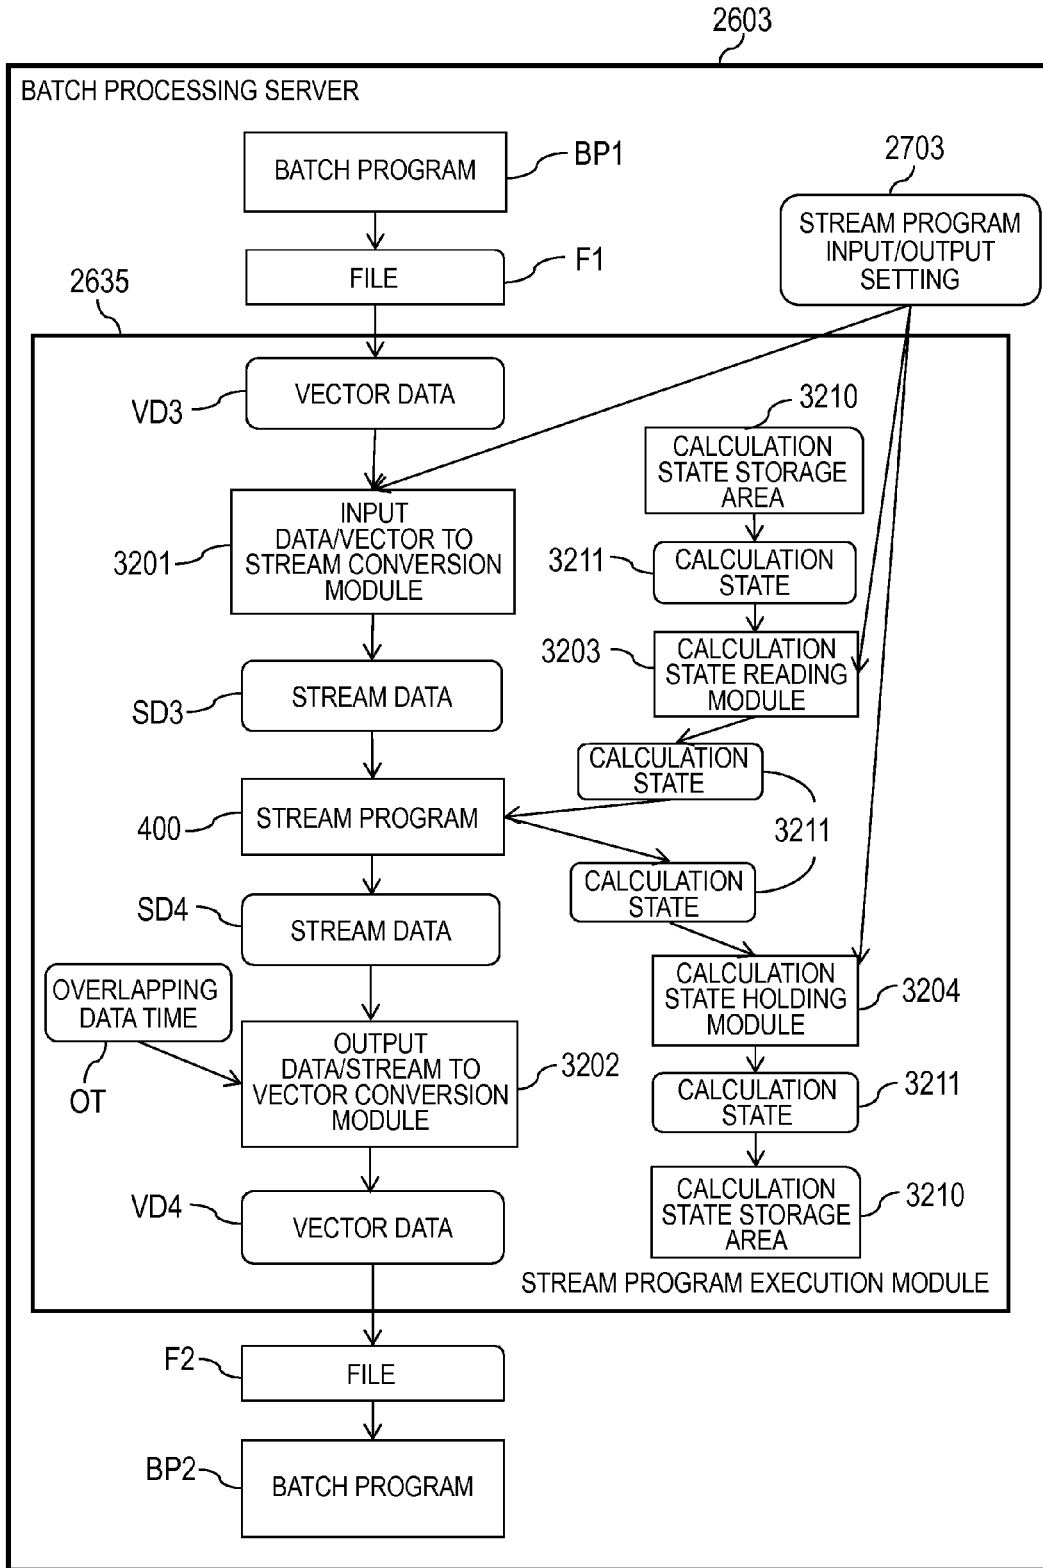 2603
BATCH PROCESSING SERVER
BATCH PROGRAM
BP1
2703
STREAM PROGRAM
INPUT/OUTPUT
SETTING
FILE
F1
2635
VECTOR DATA
VD3
3210
CALCULATION
STATE STORAGE
AREA
INPUT
DATA/VECTOR TO
STREAM CONVERSION
MODULE
3201
3211
CALCULATION
STATE
3203
CALCULATION
STATE READING
MODULE
STREAM DATA
SD3
CALCULATION
STATE
3211
STREAM PROGRAM
400
CALCULATION
STATE
SD4
STREAM DATA
OVERLAPPING
DATA TIME
OT
CALCULATION
STATE HOLDING
MODULE
3204
OUTPUT
DATA/STREAM TO
VECTOR CONVERSION
MODULE
3202
CALCULATION
STATE
3211
VD4
VECTOR DATA
CALCULATION
STATE STORAGE
AREA
3210
STREAM PROGRAM EXECUTION MODULE
F2
FILE
BP2
BATCH PROGRAM